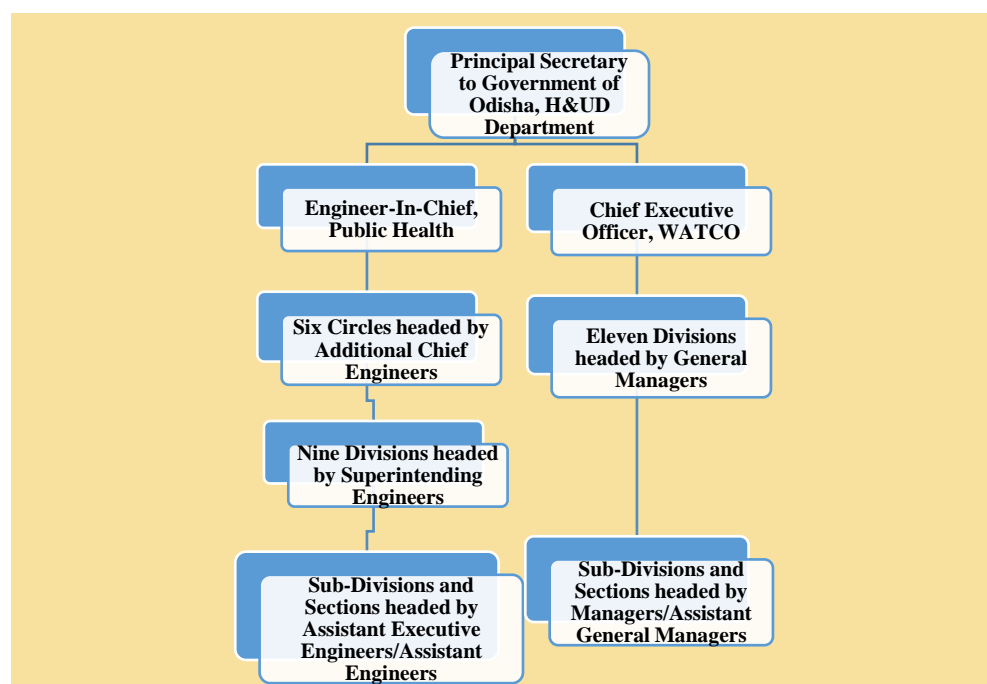 Principal Secretary
to Government of
Odisha, H&UD
Department
Engineer-In-Chief,
Public Health
Chief Executive
Officer, WATCO
Six Circles headed by
Additional Chief
Engineers
Eleven Divisions
headed by General
Managers
Nine Divisions headed
by Superintending
Engineers
Sub-Divisions and
Sections headed by
Assistant Executive
Engineers/Assistant
Engineers
Sub-Divisions and
Sections headed by
Managers/Assistant
General Managers